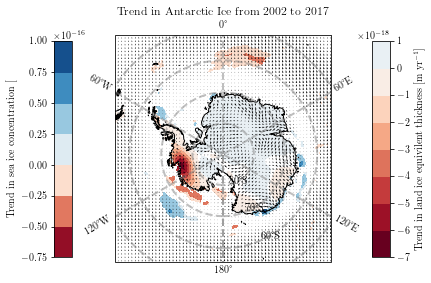 Trend in Antarctic Ice from 2002 to 2017
0°
×10⁻¹⁶
1.00
0.75
0.50
0.25
0.00
−0.25
−0.50
−0.75
Trend in sea ice concentration [
60°W
60°E
120°W
120°E
60°S
180°
×10⁻¹⁸
1
0
−1
−2
−3
−4
−5
−6
−7
Trend in land ice equivilent thickness [m yr⁻¹]